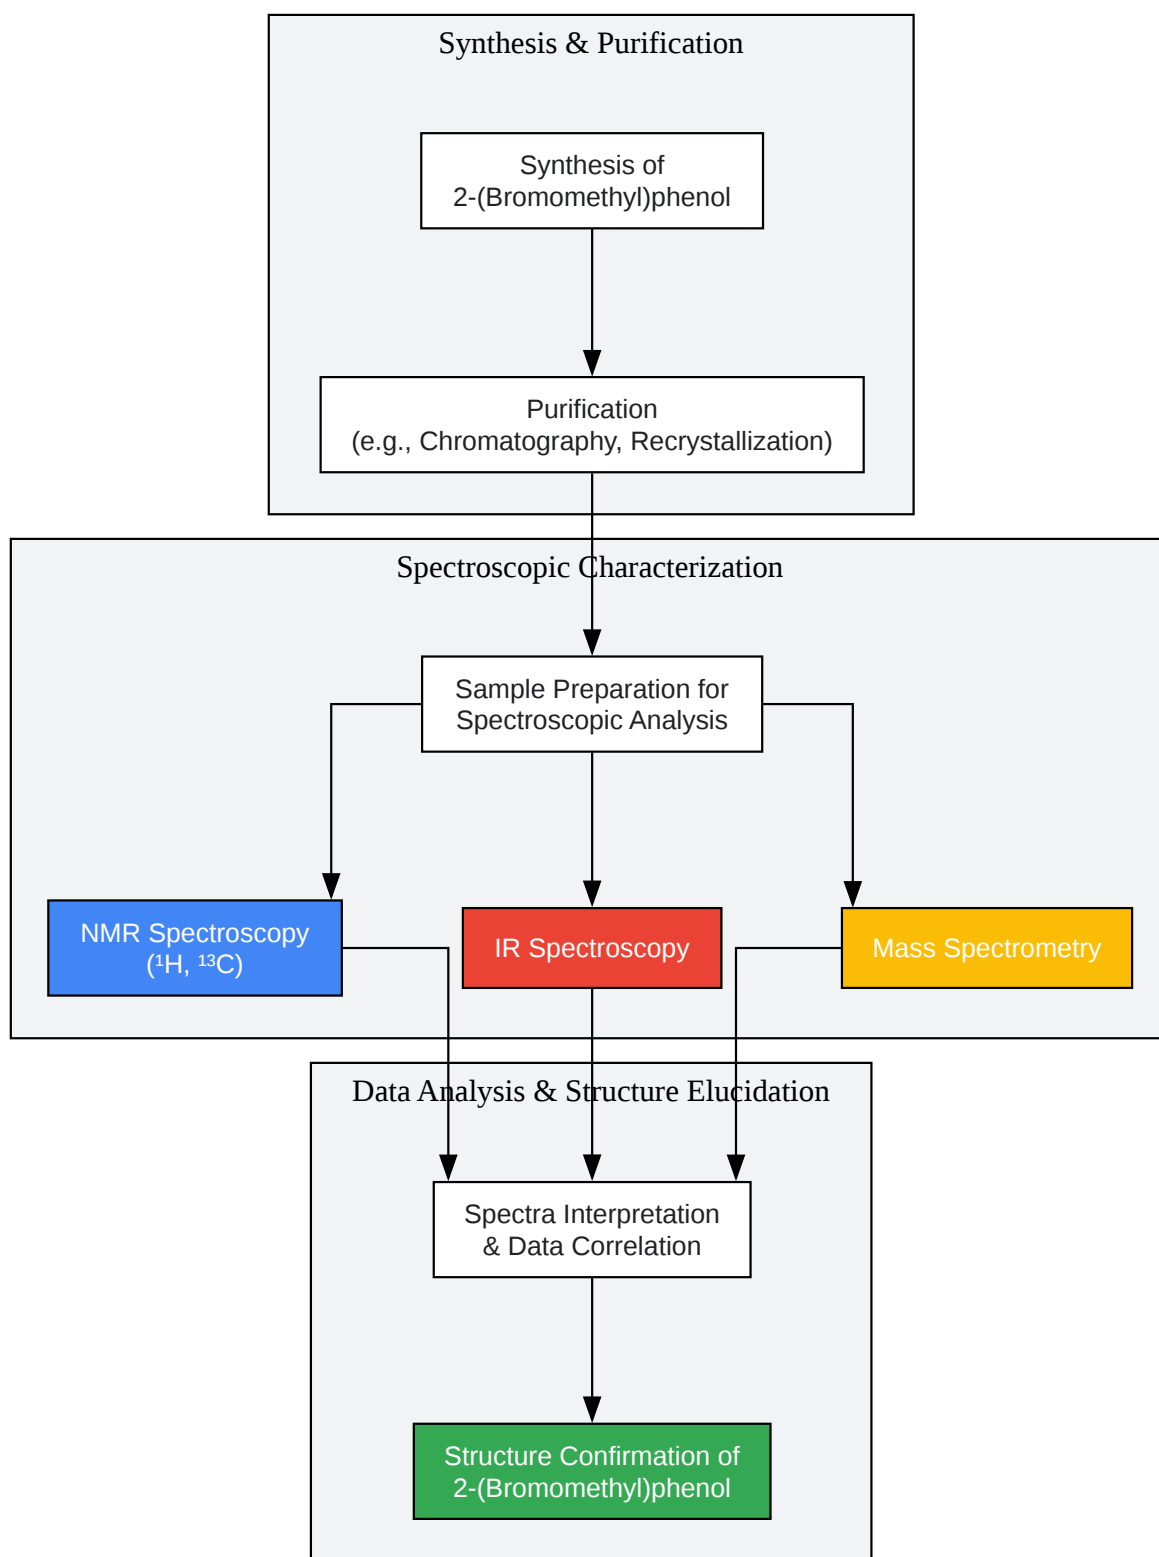 Synthesis & Purification
Synthesis of
2-(Bromomethyl)phenol
Purification
(e.g., Chromatography, Recrystallization)
Spectroscopic Characterization
Sample Preparation for
Spectroscopic Analysis
NMR Spectroscopy
(¹H, ¹³C)
IR Spectroscopy
Mass Spectrometry
Data Analysis & Structure Elucidation
Spectra Interpretation
& Data Correlation
Structure Confirmation of
2-(Bromomethyl)phenol